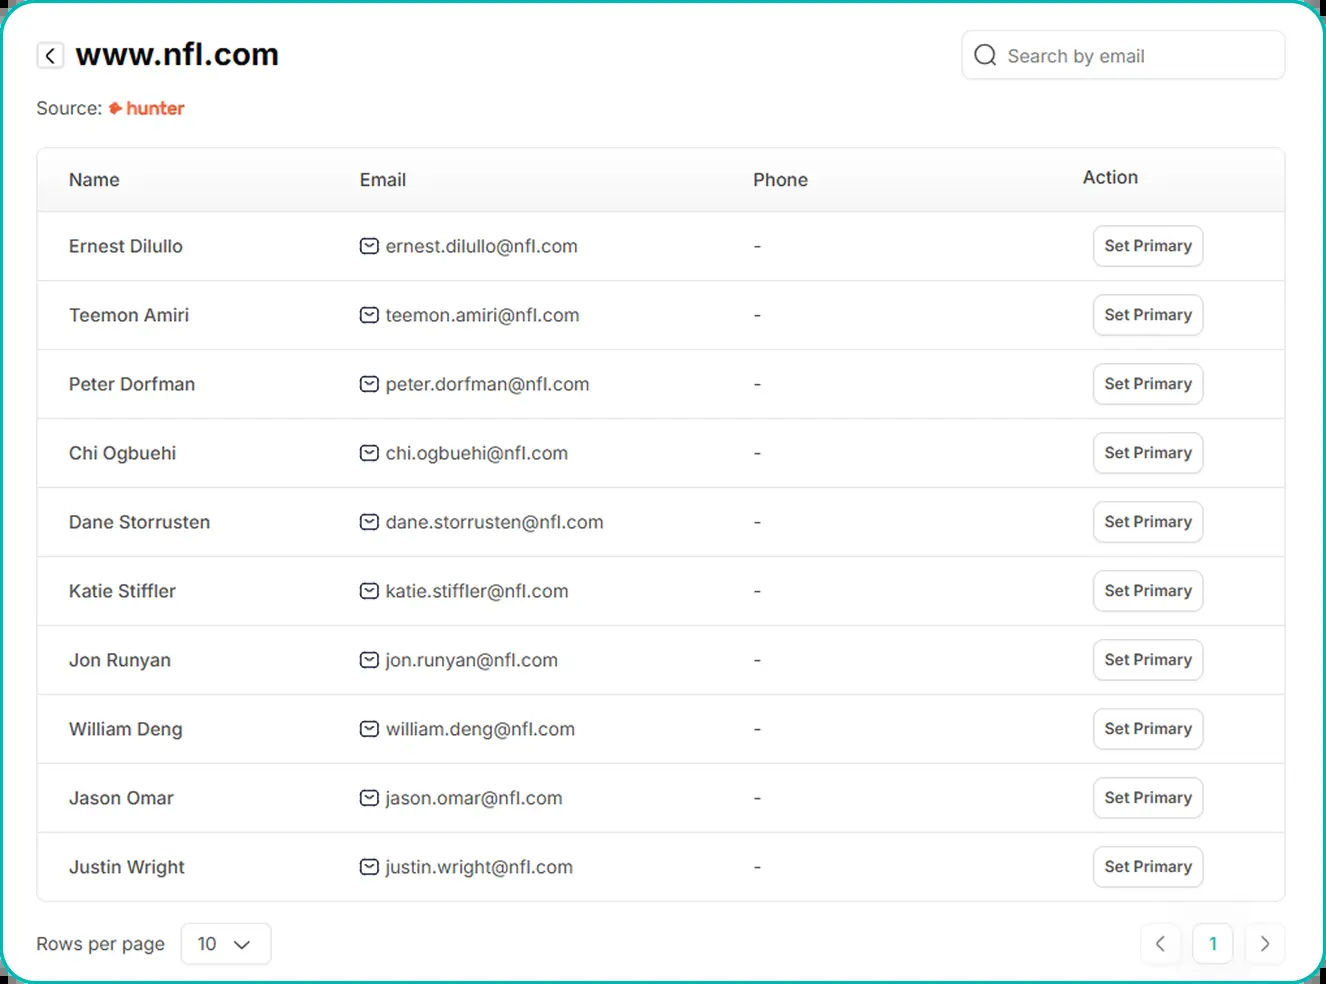 www.nfl.com
Search by email
Source: hunter
Name Email Phone Action
Ernest Dilullo ernest.dilullo@nfl.com - Set Primary
Teemon Amiri teemon.amiri@nfl.com - Set Primary
Peter Dorfman peter.dorfman@nfl.com - Set Primary
Chi Ogbuehi chi.ogbuehi@nfl.com - Set Primary
Dane Storrusten dane.storrusten@nfl.com - Set Primary
Katie Stiffler katie.stiffler@nfl.com - Set Primary
Jon Runyan jon.runyan@nfl.com - Set Primary
William Deng william.deng@nfl.com - Set Primary
Jason Omar jason.omar@nfl.com - Set Primary
Justin Wright justin.wright@nfl.com - Set Primary
Rows per page 10 1